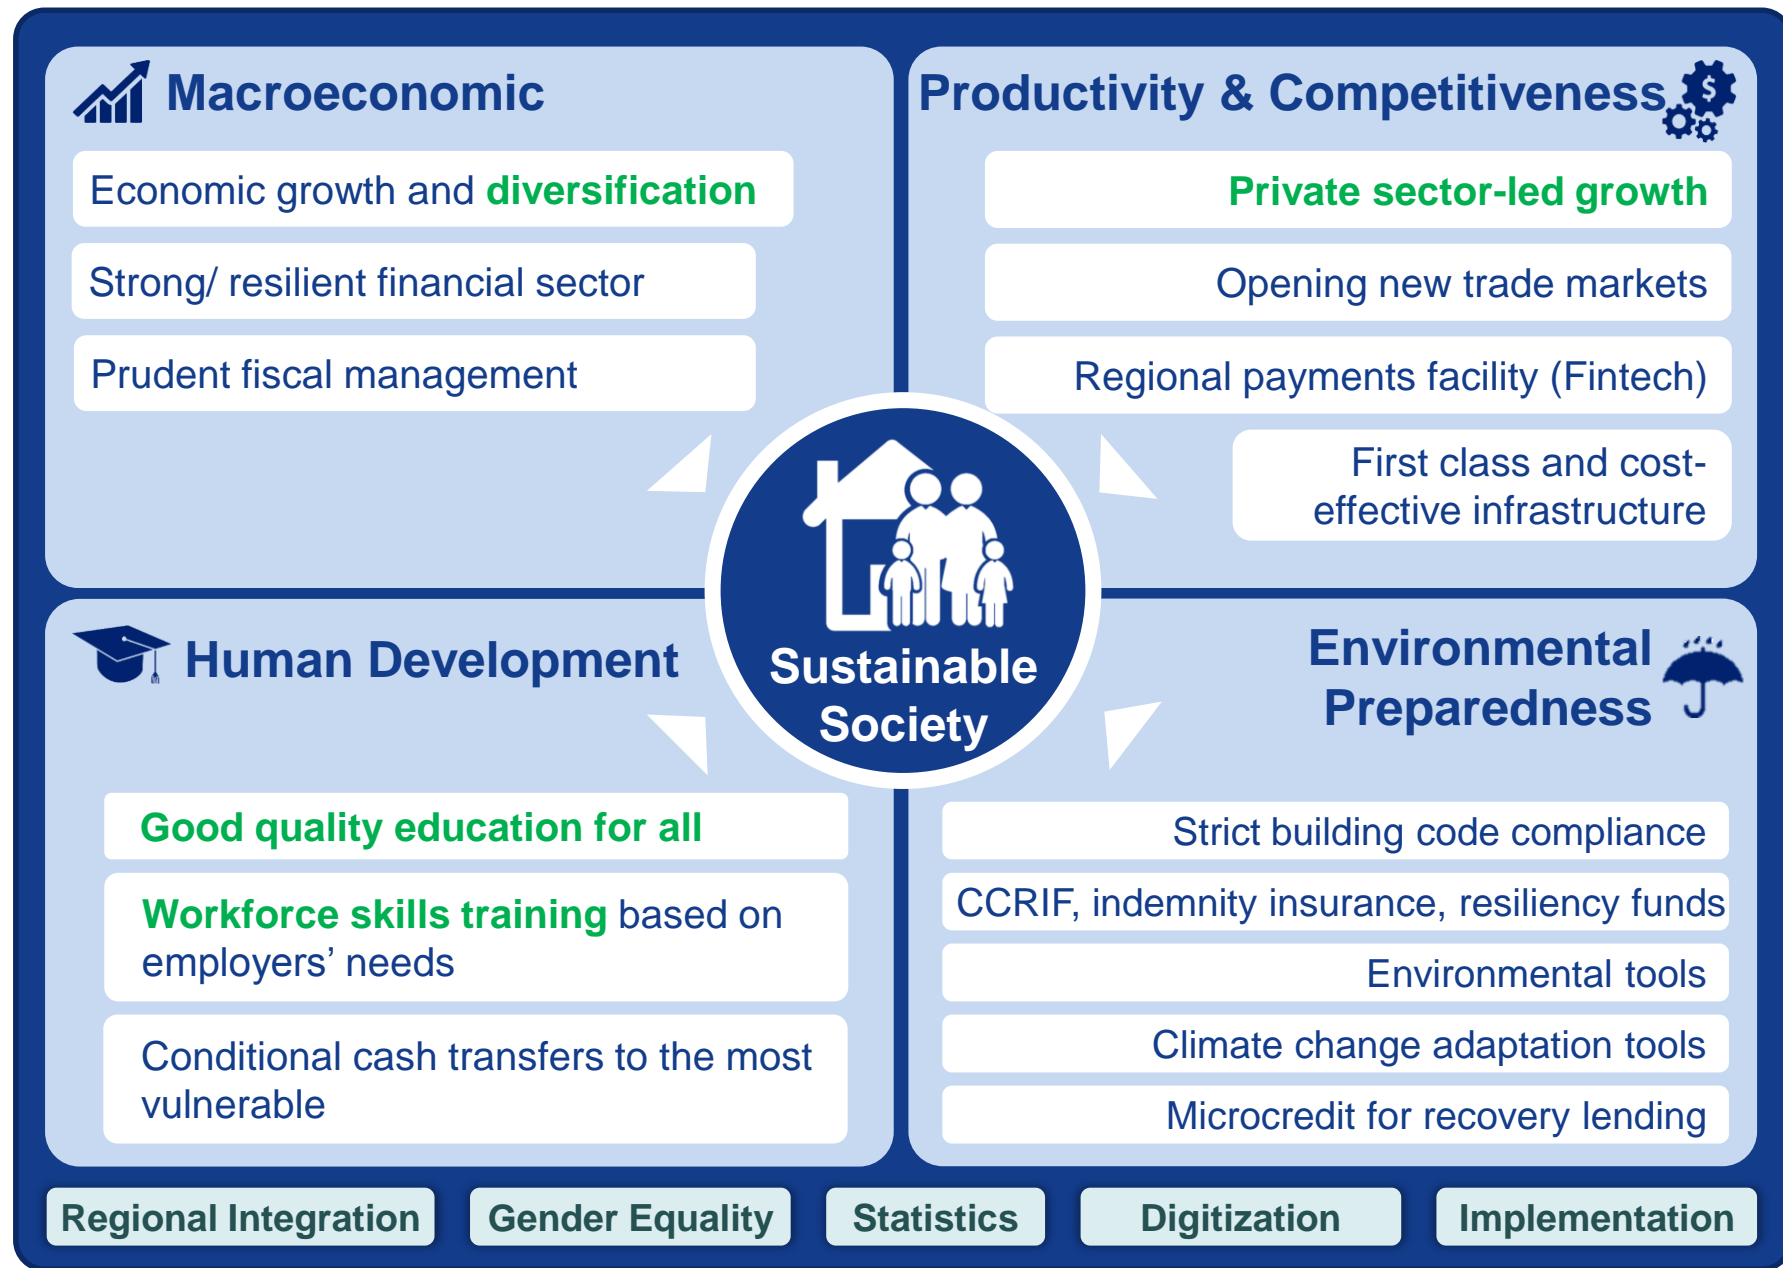 Macroeconomic
Economic growth and diversification
Strong/ resilient financial sector
Prudent fiscal management
Productivity & Competitiveness
$
Private sector-led growth
Opening new trade markets
Regional payments facility (Fintech)
First class and cost-
effective infrastructure
Sustainable
Society
Human Development
Good quality education for all
Workforce skills training based on
employers’ needs
Conditional cash transfers to the most
vulnerable
Environmental
Preparedness
Strict building code compliance
CCRIF, indemnity insurance, resiliency funds
Environmental tools
Climate change adaptation tools
Microcredit for recovery lending
Regional Integration
Gender Equality
Statistics
Digitization
Implementation